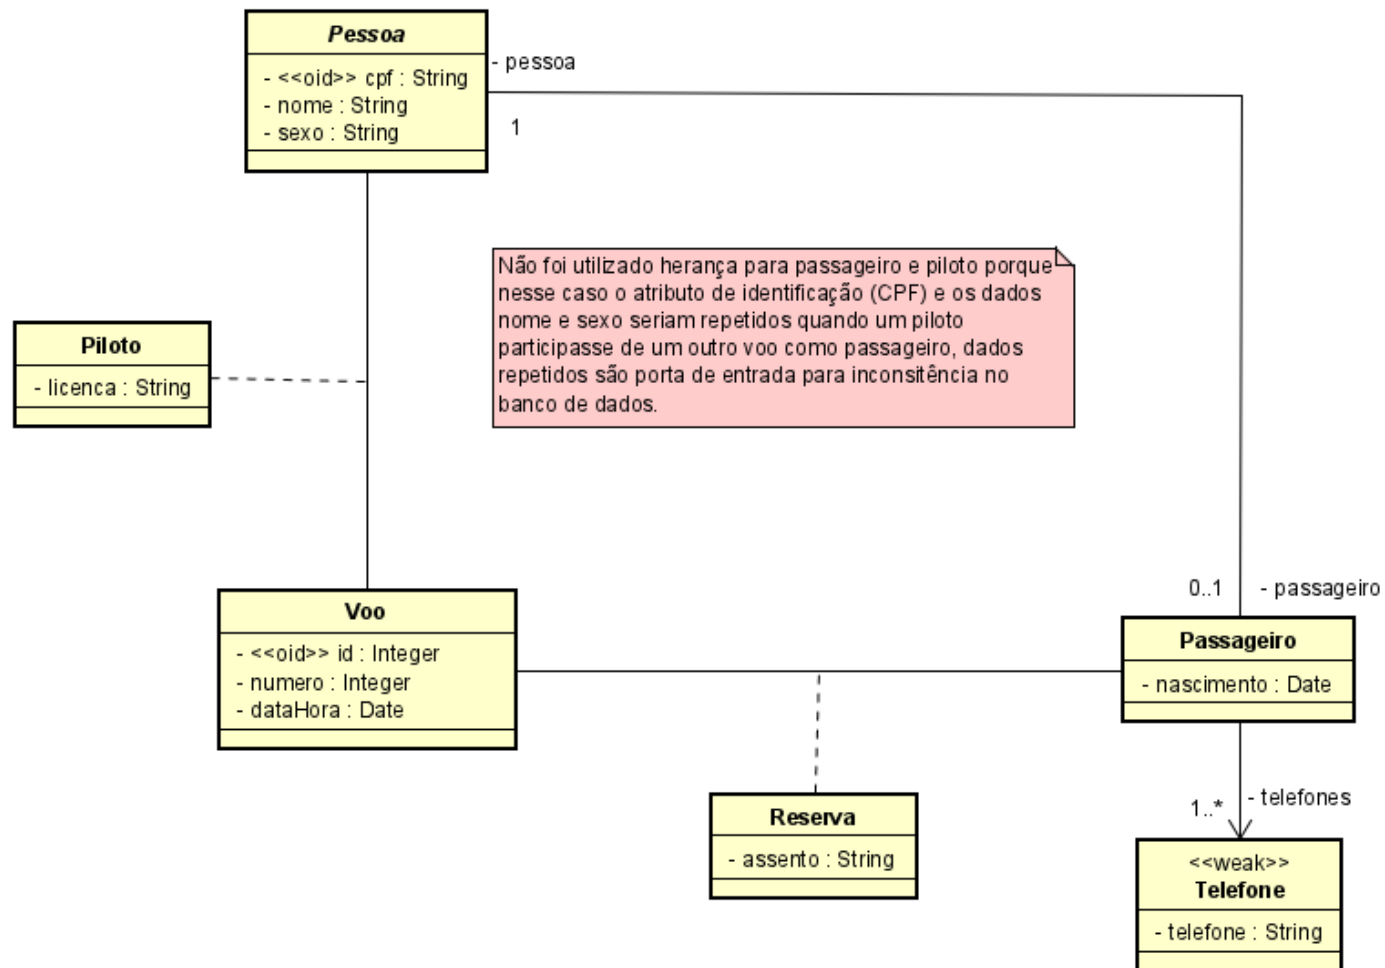 Pessoa
- <<oid>> cpf : String
- nome : String
- sexo : String
- pessoa
1
Não foi utilizado herança para passageiro e piloto porque
nesse caso o atributo de identificação (CPF) e os dados
nome e sexo seriam repetidos quando um piloto
participasse de um outro voo como passageiro, dados
repetidos são porta de entrada para inconsitência no
banco de dados.
Piloto
- licenca : String
Voo
- <<oid>> id : Integer
- numero : Integer
- dataHora : Date
0..1 - passageiro
Passageiro
- nascimento : Date
Reserva
- assento : String
1..* - telefones
<<weak>>
Telefone
- telefone : String